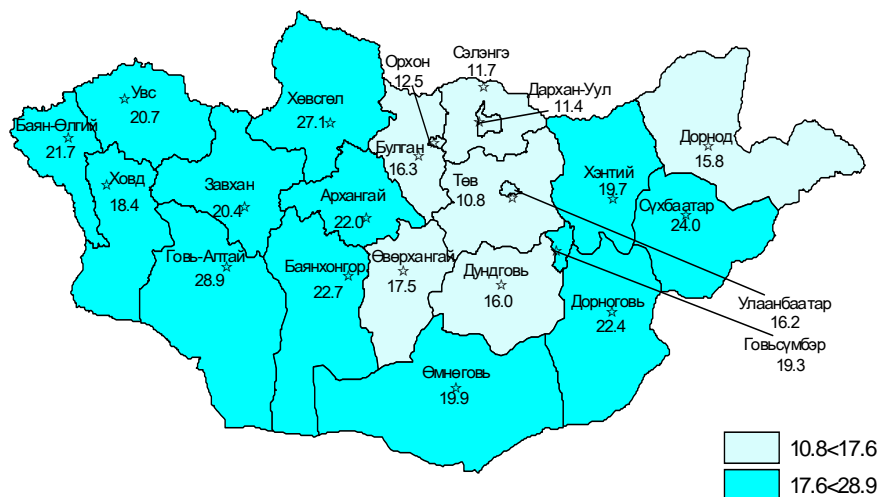 Орхон
12.5
Сэлэнгэ
11.7
Дархан-Уул
11.4
Увс
20.7
Хөвсгөл
27.1
Баян-Өлгий
21.7
Булган
16.3
Дорнод
15.8
Ховд
18.4
Завхан
20.4
Архангай
22.0
Төв
10.8
Хэнтий
19.7
Сүхбаатар
24.0
Говь-Алтай
28.9
Баянхонгор
22.7
Өвөрхангай
17.5
Дундговь
16.0
Дорноговь
22.4
Улаанбаатар
16.2
Говьсүмбэр
19.3
Өмнөговь
19.9
10.8<17.6
17.6<28.9